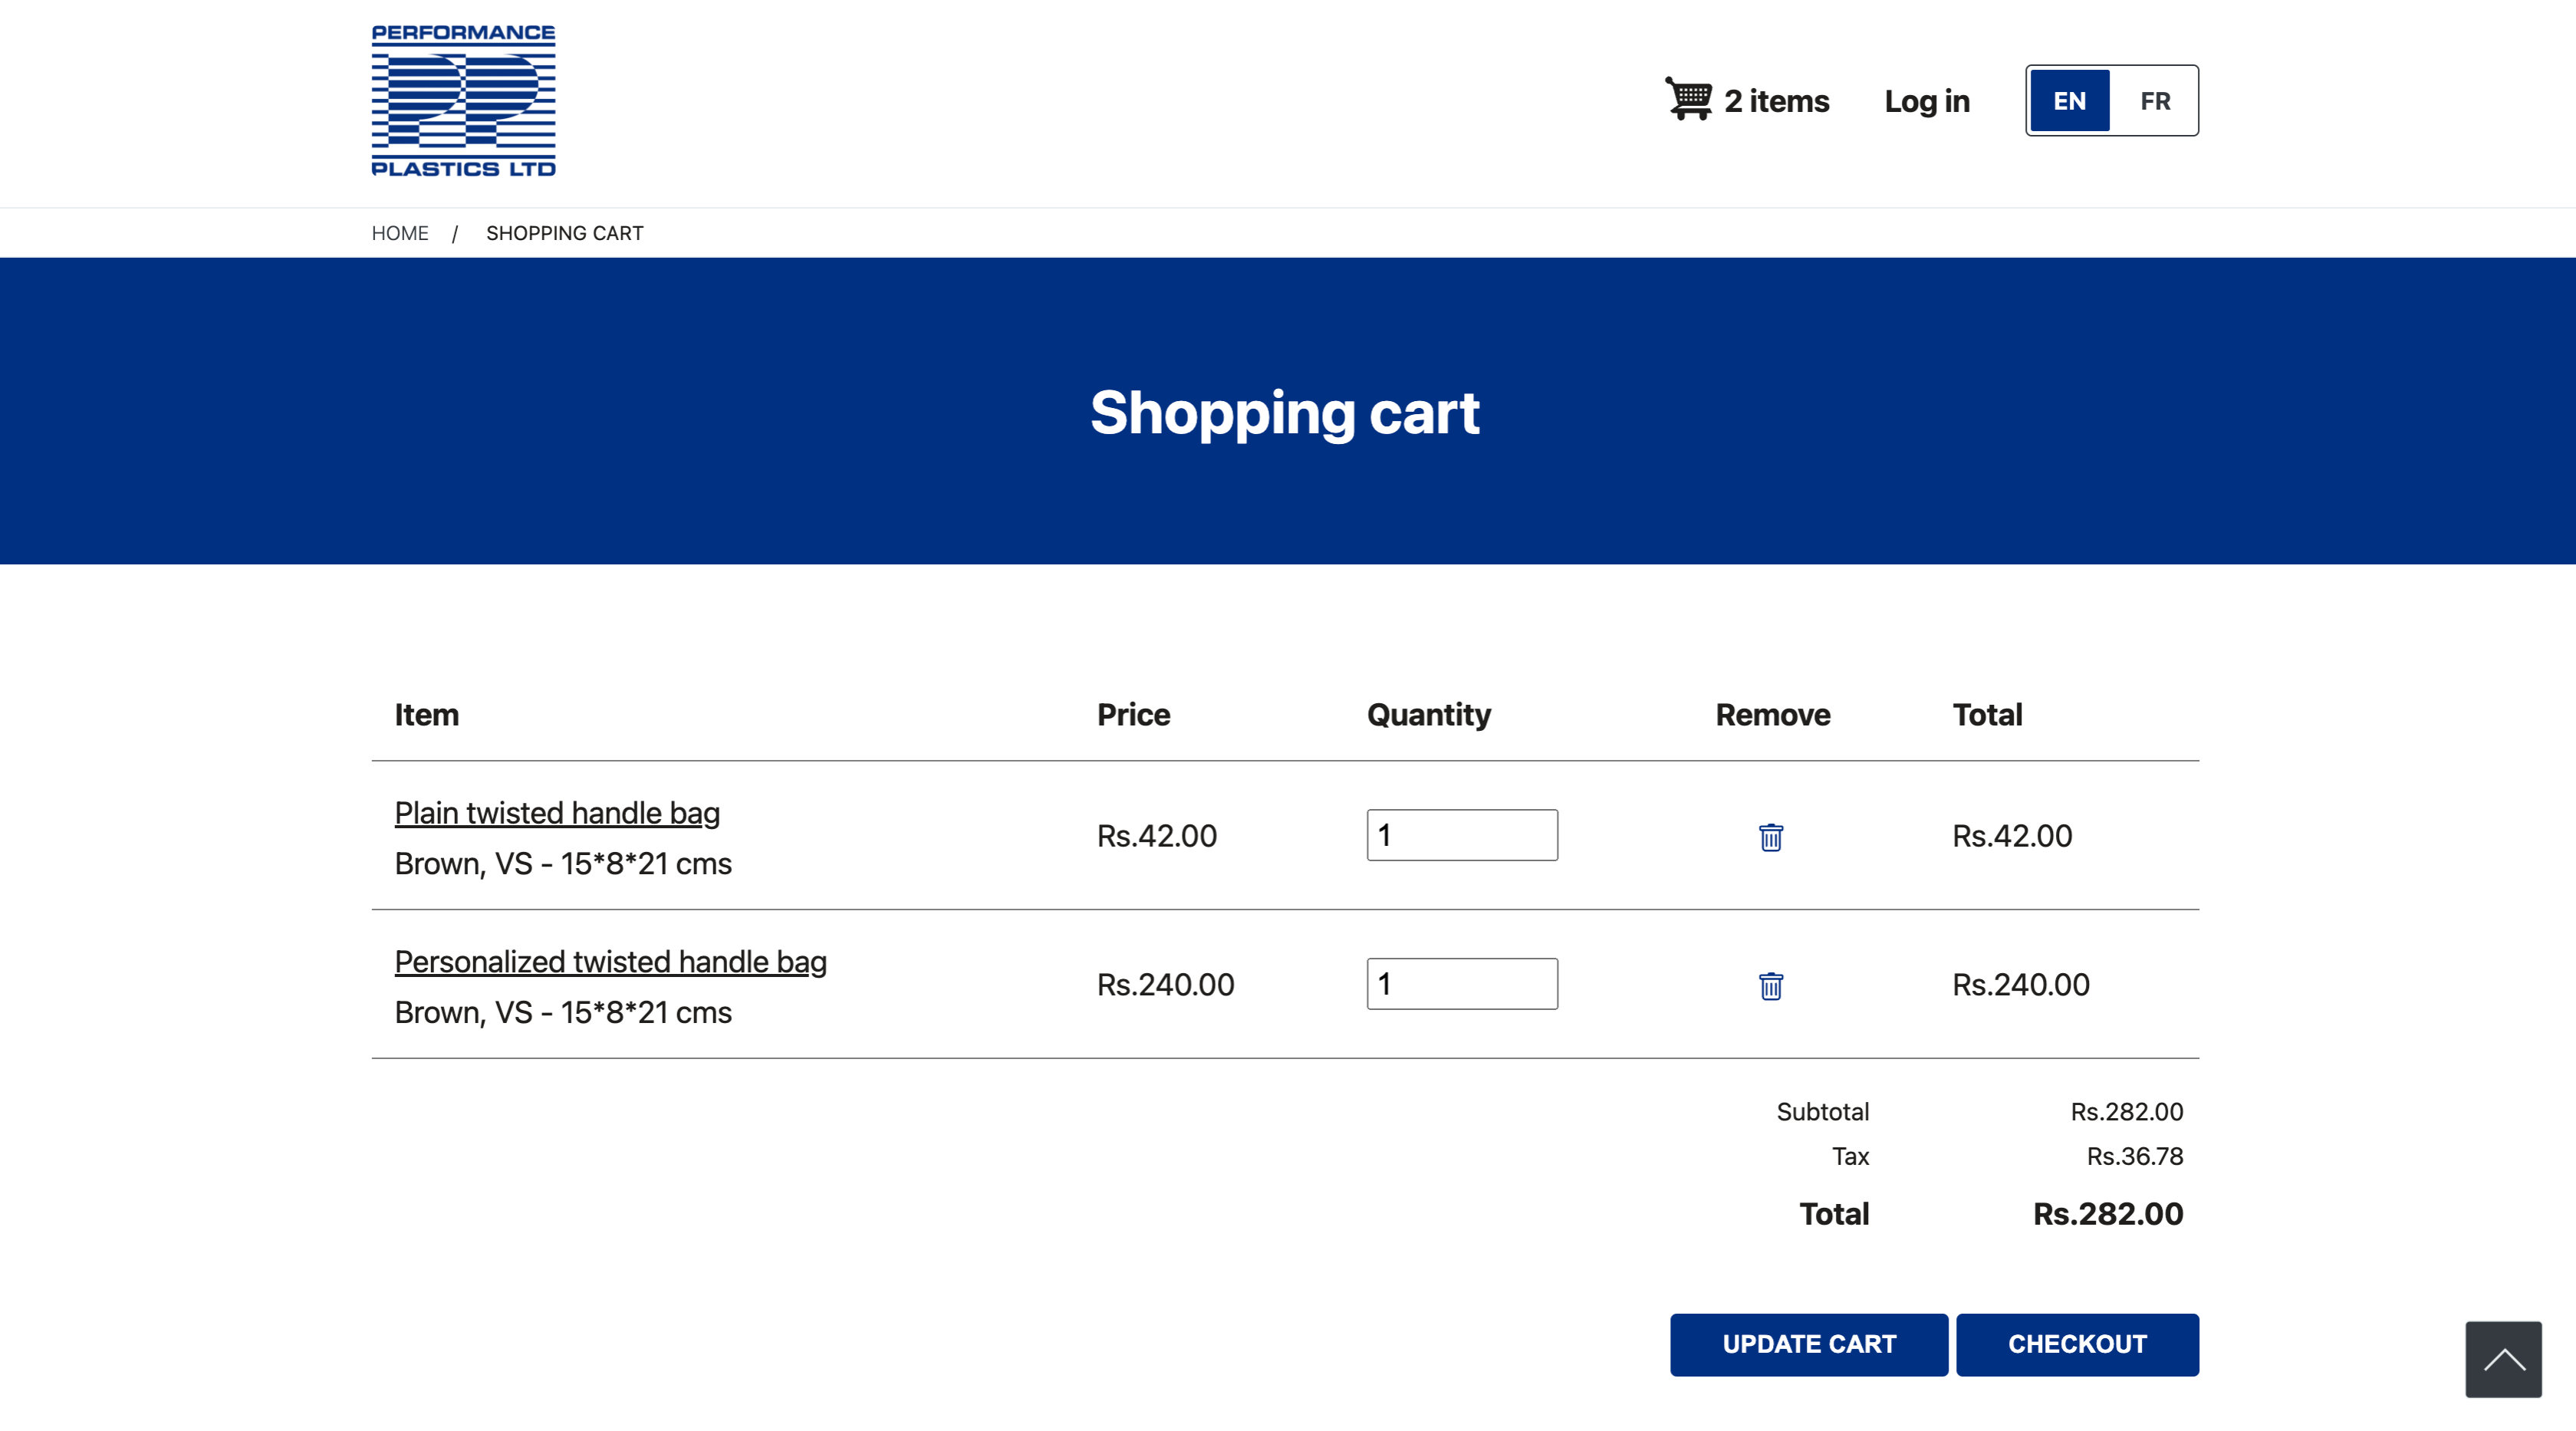 PERFORMANCE
PLASTICS LTD
2 items
Log in
EN
FR
HOME / SHOPPING CART
Shopping cart
Item Price Quantity Remove Total
Plain twisted handle bag
Brown, VS - 15*8*21 cms
Rs.42.00
1
Rs.42.00
Personalized twisted handle bag
Brown, VS - 15*8*21 cms
Rs.240.00
1
Rs.240.00
Subtotal Rs.282.00
Tax Rs.36.78
Total Rs.282.00
UPDATE CART
CHECKOUT